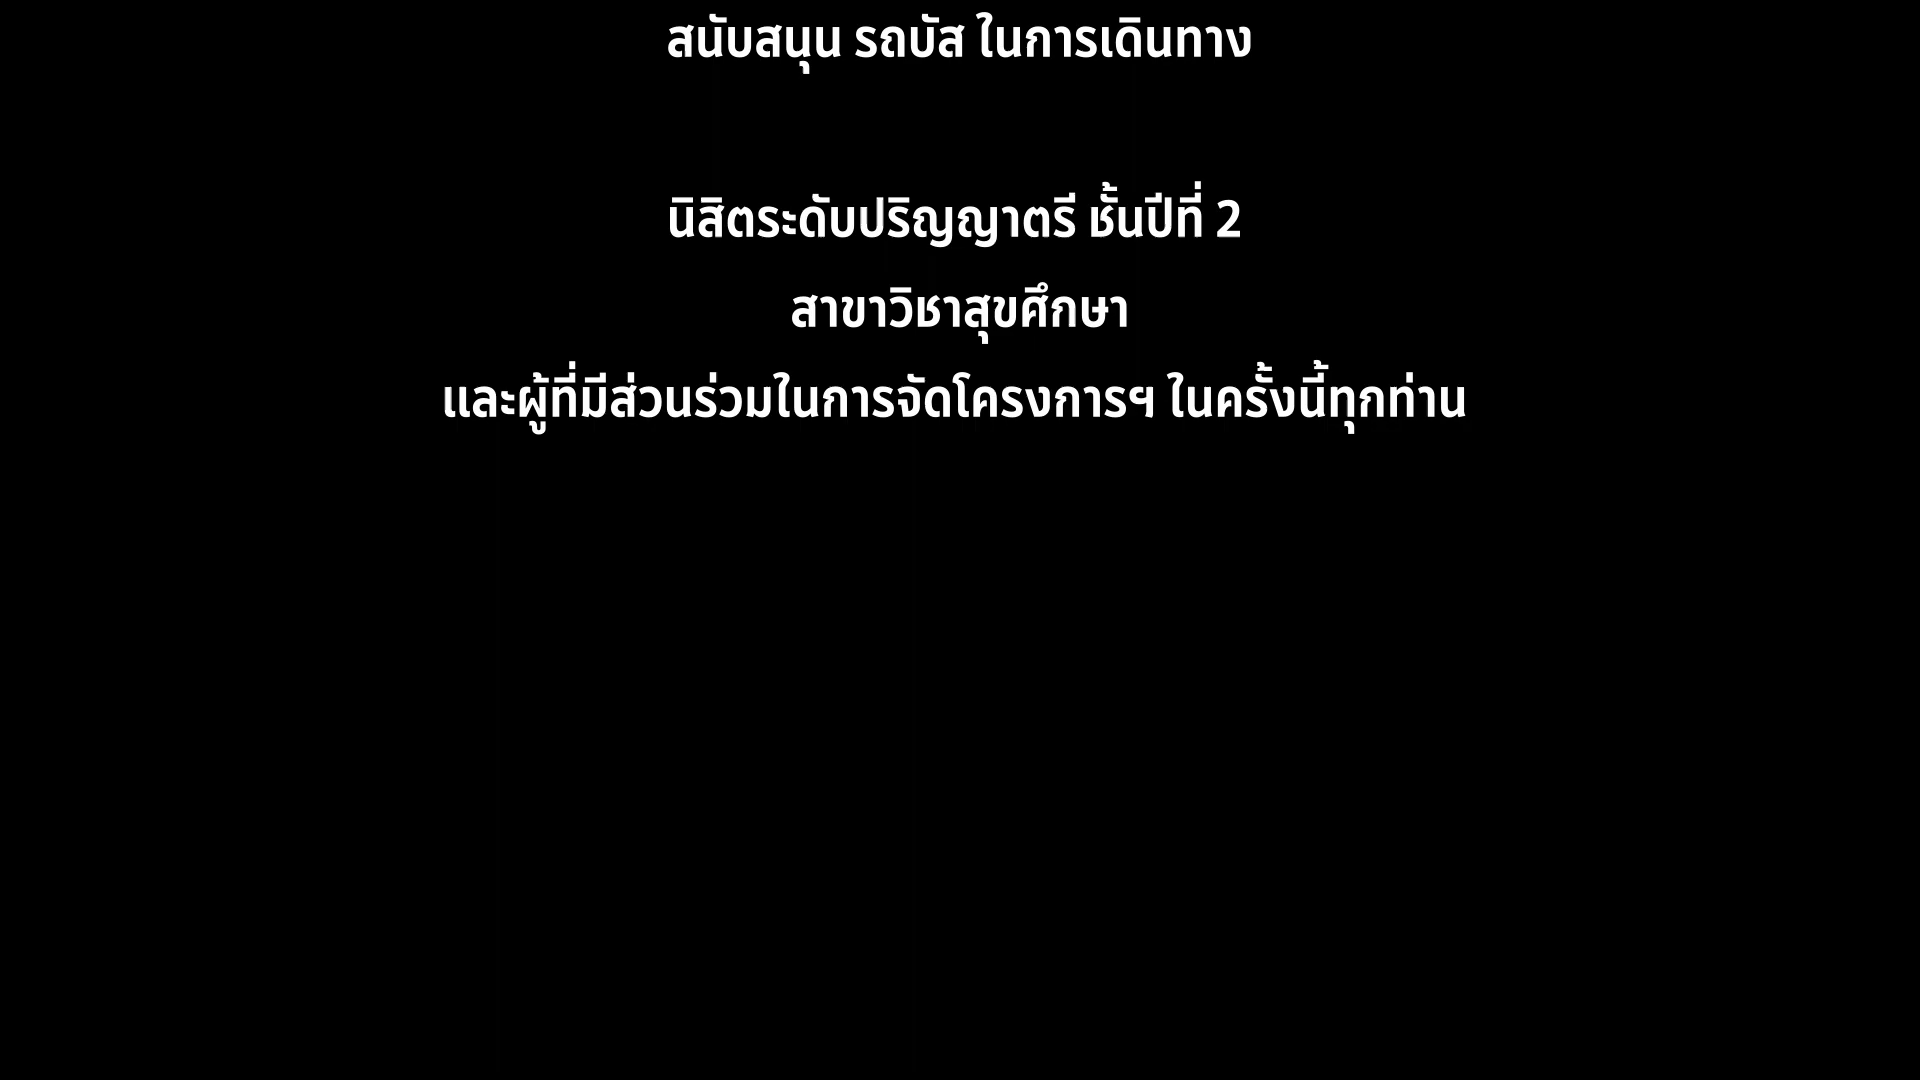 สนับสนุน รถบัส ในการเดินทาง
นิสิตระดับปริญญาตรี ชั้นปีที่ 2
สาขาวิชาสุขศึกษา
และผู้ที่มีส่วนร่วมในการจัดโครงการฯ ในครั้งนี้ทุกท่าน